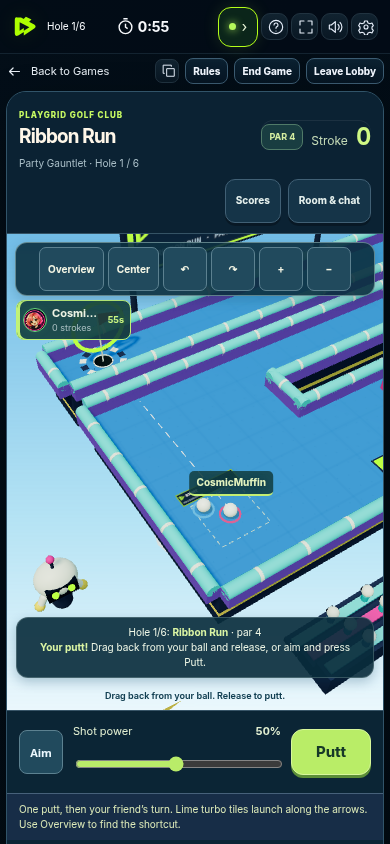 Hole 1/6
0:55
Back to Games
Rules
End Game
Leave Lobby
PLAYGRID GOLF CLUB
Ribbon Run
PAR 4
Stroke 0
Party Gauntlet · Hole 1 / 6
Scores
Room & chat
Overview
Center
Cosmi...
55s
0 strokes
CosmicMuffin
Hole 1/6: Ribbon Run · par 4
Your putt! Drag back from your ball and release, or aim and press
Putt.
Drag back from your ball. Release to putt.
Aim
Shot power
50%
Putt
One putt, then your friend's turn. Lime turbo tiles launch along the arrows.
Use Overview to find the shortcut.